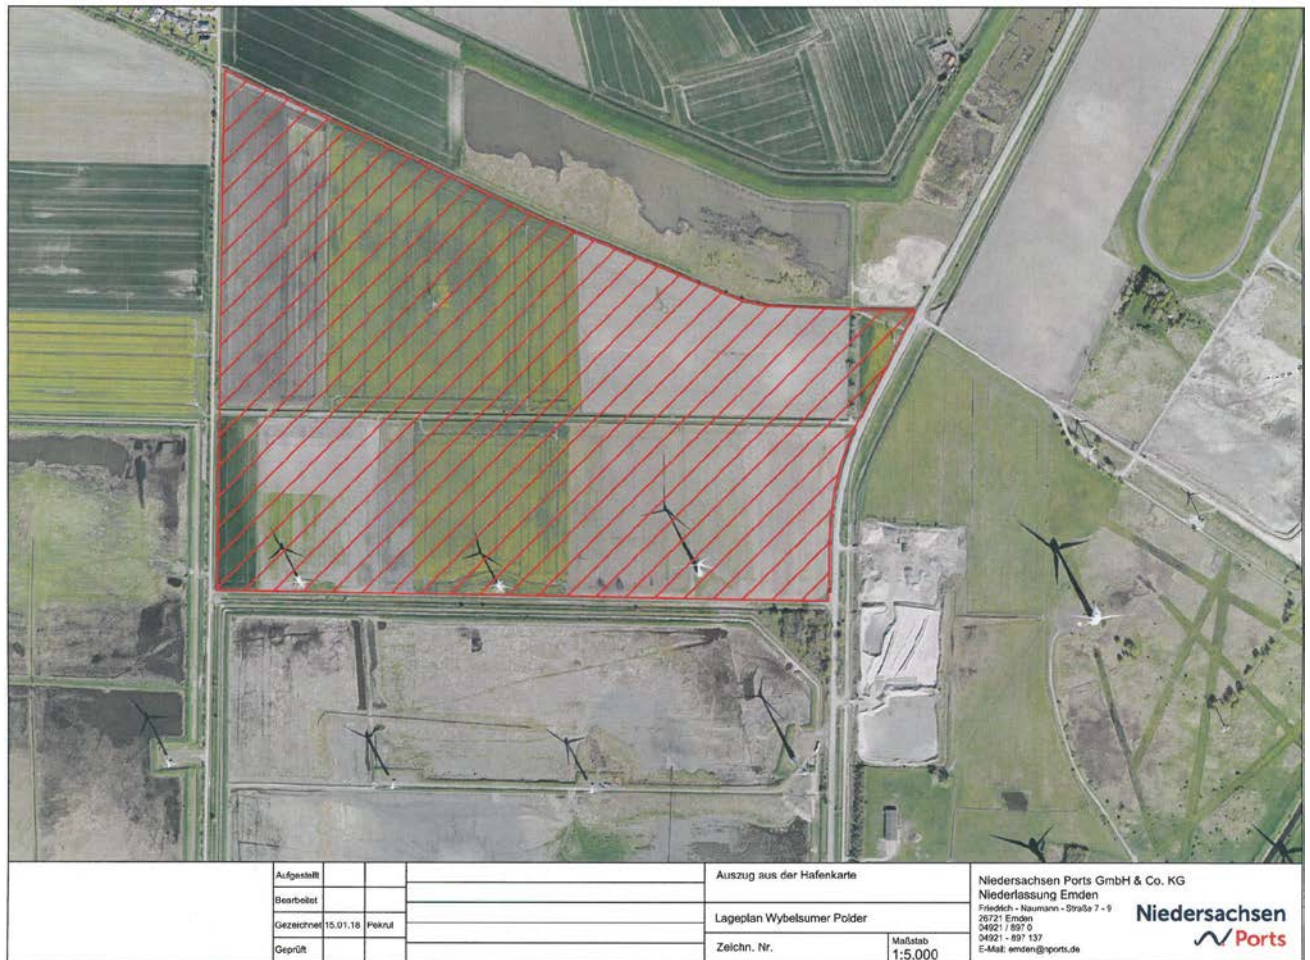 Aufgestellt
Bearbeitet
Gezeichnet 15.01.18 Pekrul
Geprüft
Auszug aus der Hafenkarte
Lageplan Wybelsumer Polder
Zeichn. Nr.
Maßstab
1:5.000
Niedersachsen Ports GmbH & Co. KG
Niederlassung Emden
Friedrich - Naumann - Straße 7 - 9
26721 Emden
04921 / 897 0
04921 - 897 137
E-Mail: emden@nports.de
Niedersachsen
Ports